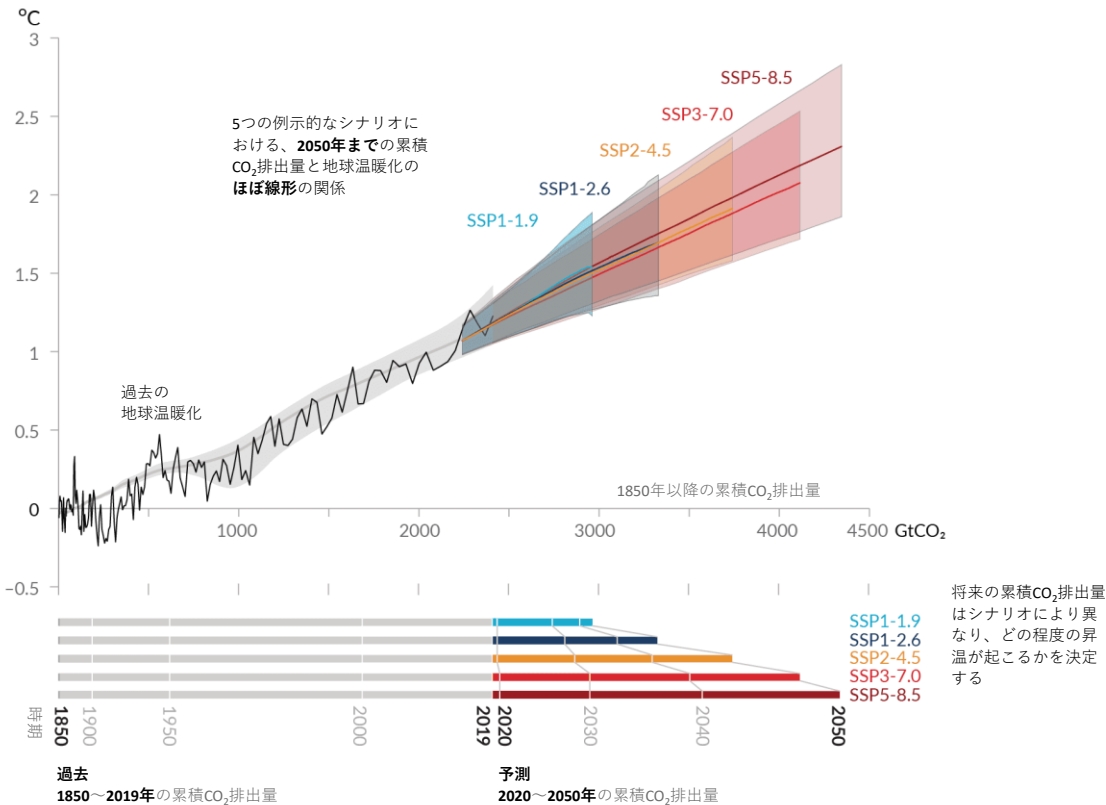 ℃
3
2.5
2
1.5
1
0.5
0
−0.5
SSP5-8.5
SSP3-7.0
SSP2-4.5
SSP1-2.6
SSP1-1.9
5つの例示的なシナリオに
おける、2050年までの累積
CO₂排出量と地球温暖化の
ほぼ線形の関係
過去の
地球温暖化
1850年以降の累積CO₂排出量
1000
2000
3000
4000
4500
GtCO₂
SSP1-1.9
SSP1-2.6
SSP2-4.5
SSP3-7.0
SSP5-8.5
将来の累積CO₂排出量
はシナリオにより異
なり、どの程度の昇
温が起こるかを決定
する
時期
1850
1900
1950
2000
2019
2020
2030
2040
2050
過去
1850～2019年の累積CO₂排出量
予測
2020～2050年の累積CO₂排出量